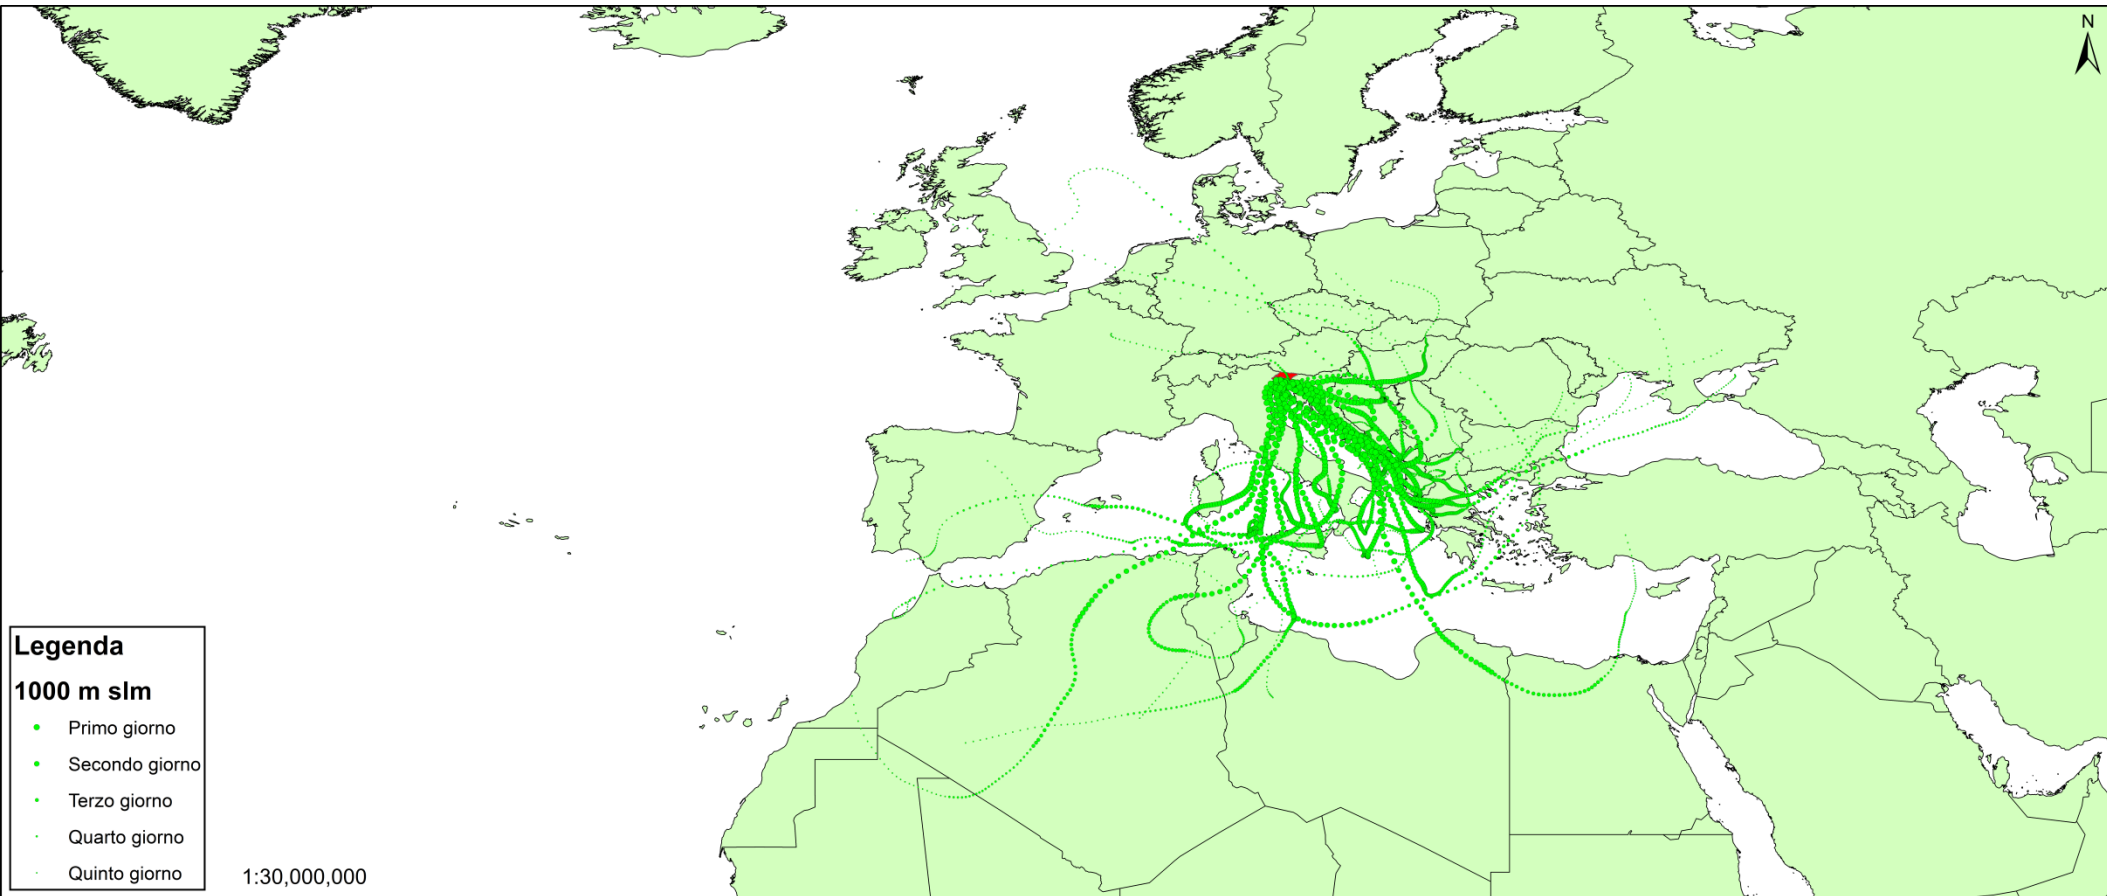 N
Legenda
1000 m slm
Primo giorno
Secondo giorno
Terzo giorno
Quarto giorno
Quinto giorno
1:30,000,000